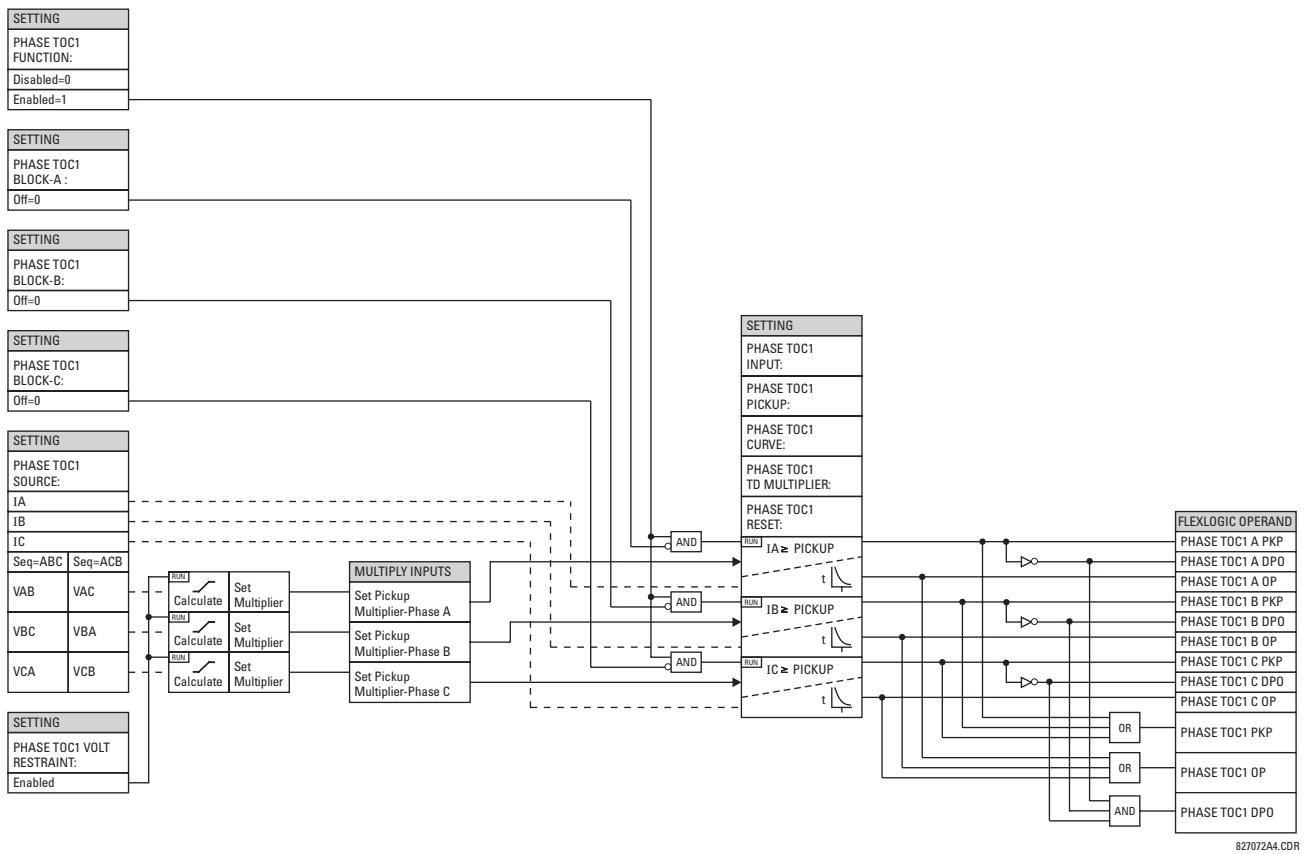 SETTING
PHASE TOC1
FUNCTION:
Disabled=0
Enabled=1
SETTING
PHASE TOC1
BLOCK-A :
Off=0
SETTING
PHASE TOC1
BLOCK-B:
Off=0
SETTING
PHASE TOC1
BLOCK-C:
Off=0
SETTING
PHASE TOC1
SOURCE:
IA
IB
IC
Seq=ABC Seq=ACB
VAB VAC
VBC VBA
VCA VCB
SETTING
PHASE TOC1 VOLT
RESTRAINT:
Enabled
RUN
Calculate
Set
Multiplier
RUN
Calculate
Set
Multiplier
RUN
Calculate
Set
Multiplier
MULTIPLY INPUTS
Set Pickup
Multiplier-Phase A
Set Pickup
Multiplier-Phase B
Set Pickup
Multiplier-Phase C
AND
AND
AND
SETTING
PHASE TOC1
INPUT:
PHASE TOC1
PICKUP:
PHASE TOC1
CURVE:
PHASE TOC1
TD MULTIPLIER:
PHASE TOC1
RESET:
RUN
IA ≥ PICKUP
t
RUN
IB ≥ PICKUP
t
RUN
IC ≥ PICKUP
t
OR
OR
AND
FLEXLOGIC OPERAND
PHASE TOC1 A PKP
PHASE TOC1 A DPO
PHASE TOC1 A OP
PHASE TOC1 B PKP
PHASE TOC1 B DPO
PHASE TOC1 B OP
PHASE TOC1 C PKP
PHASE TOC1 C DPO
PHASE TOC1 C OP
PHASE TOC1 PKP
PHASE TOC1 OP
PHASE TOC1 DPO
827072A4.CDR